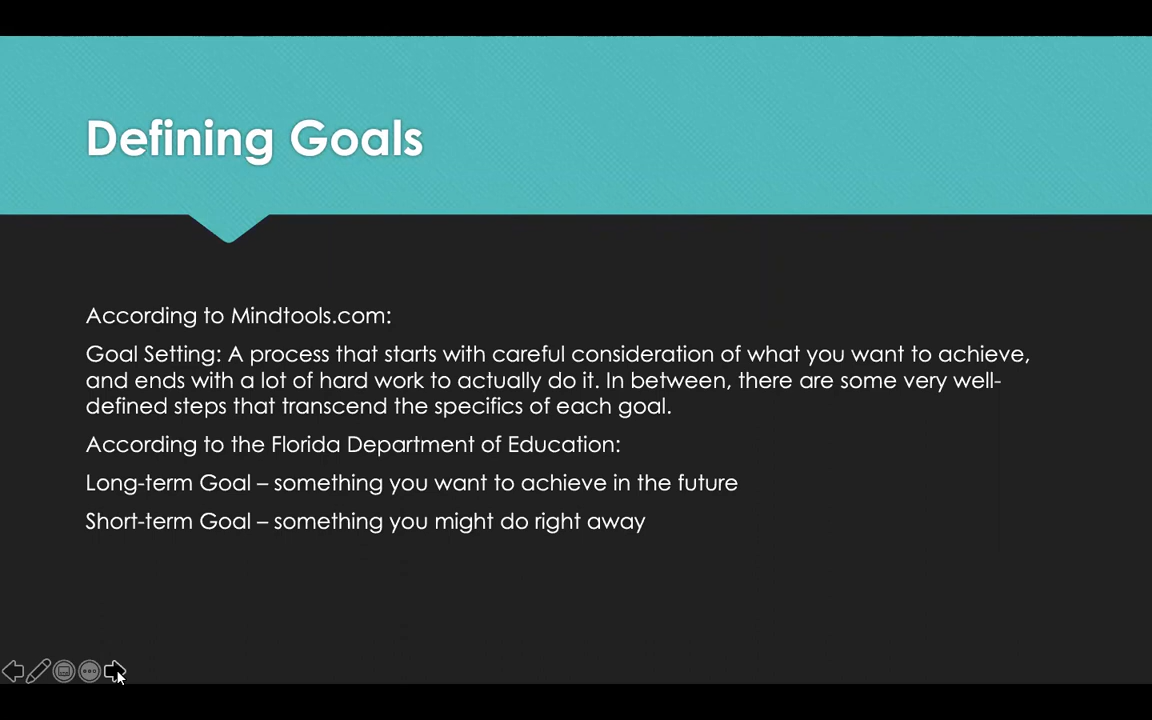 Defining Goals
According to Mindtools.com:
Goal Setting: A process that starts with careful consideration of what you want to achieve,
and ends with a lot of hard work to actually do it. In between, there are some very well-
defined steps that transcend the specifics of each goal.
According to the Florida Department of Education:
Long-term Goal – something you want to achieve in the future
Short-term Goal – something you might do right away